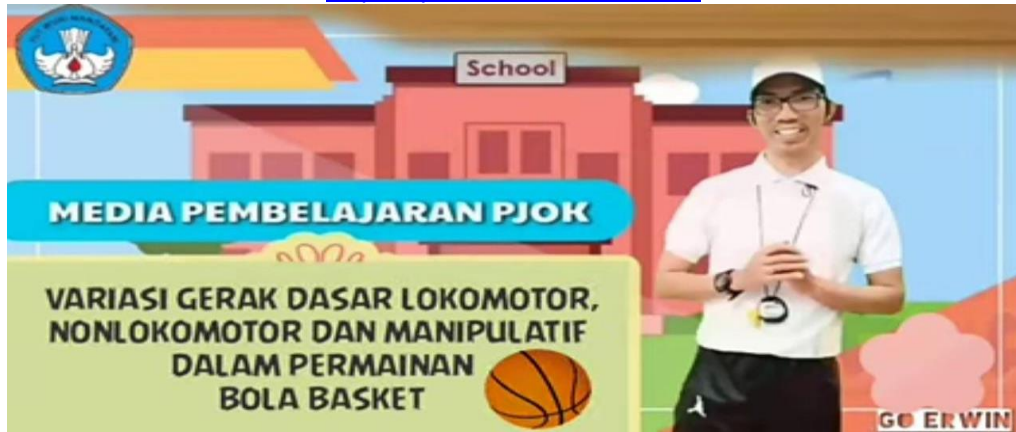 School
MEDIA PEMBELAJARAN PJOK
VARIASI GERAK DASAR LOKOMOTOR,
NONLOKOMOTOR DAN MANIPULATIF
DALAM PERMAINAN
BOLA BASKET
GO ERWIN